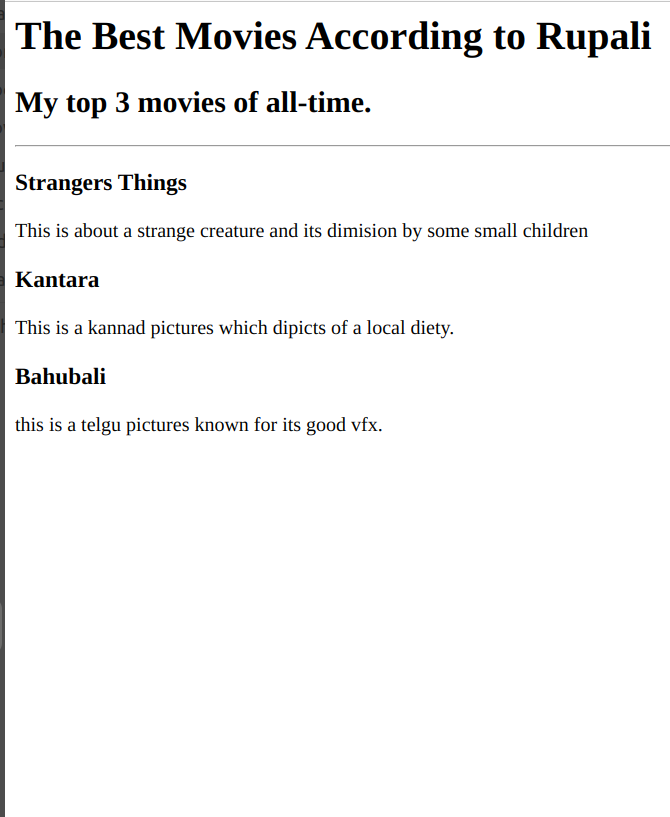 The Best Movies According to Rupali
My top 3 movies of all-time.
Strangers Things
This is about a strange creature and its dimision by some small children
Kantara
This is a kannad pictures which dipicts of a local diety.
Bahubali
this is a telgu pictures known for its good vfx.